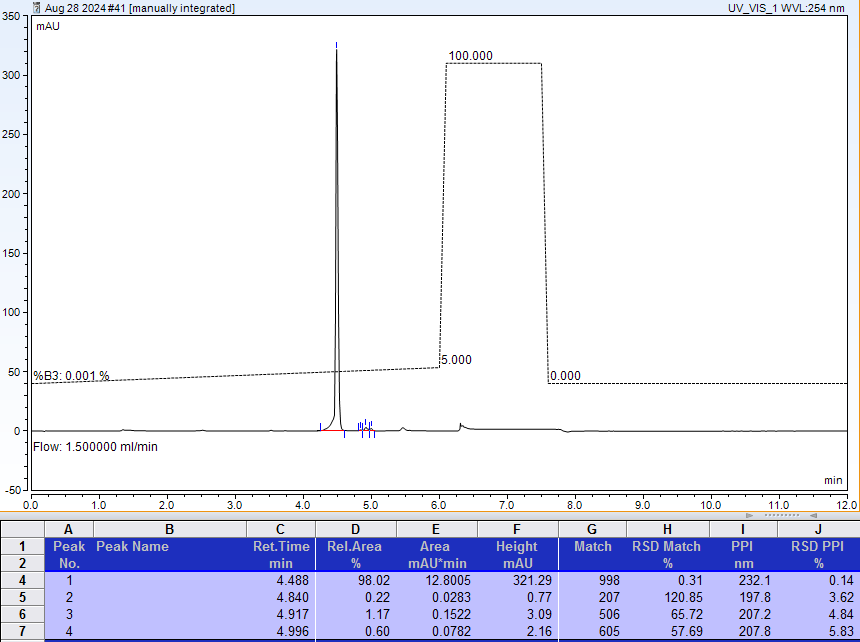 Aug 28 2024 #41 [manually integrated] UV_VIS_1 WVL:254 nm
350
mAU
300
250
200
150
100
50
0
-50
100.000
%B3: 0.001 %
5.000
0.000
Flow: 1.500000 ml/min
min
0.0 1.0 2.0 3.0 4.0 5.0 6.0 7.0 8.0 9.0 10.0 11.0 12.0
A B C D E F G H I J
1 Peak Peak Name Ret.Time Rel.Area Area Height Match RSD Match PPI RSD PPI
2 No. min % mAU*min mAU % nm %
4 1 4.488 98.02 12.8005 321.29 998 0.31 232.1 0.14
5 2 4.840 0.22 0.0283 0.77 207 120.85 197.8 3.62
6 3 4.917 1.17 0.1522 3.09 506 65.72 207.2 4.84
7 4 4.996 0.60 0.0782 2.16 605 57.69 207.8 5.83